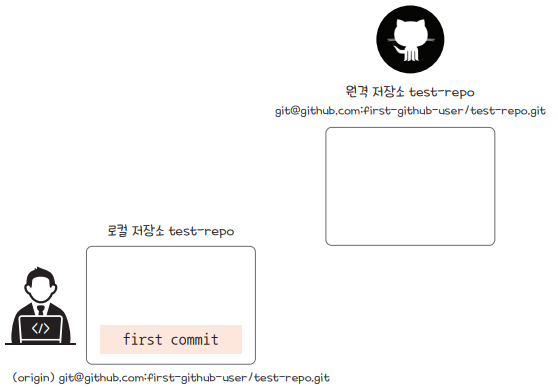 원격 저장소 test-repo
git@github.com:first-github-user/test-repo.git
로컬 저장소 test-repo
</>
first commit
(origin) git@github.com:first-github-user/test-repo.git